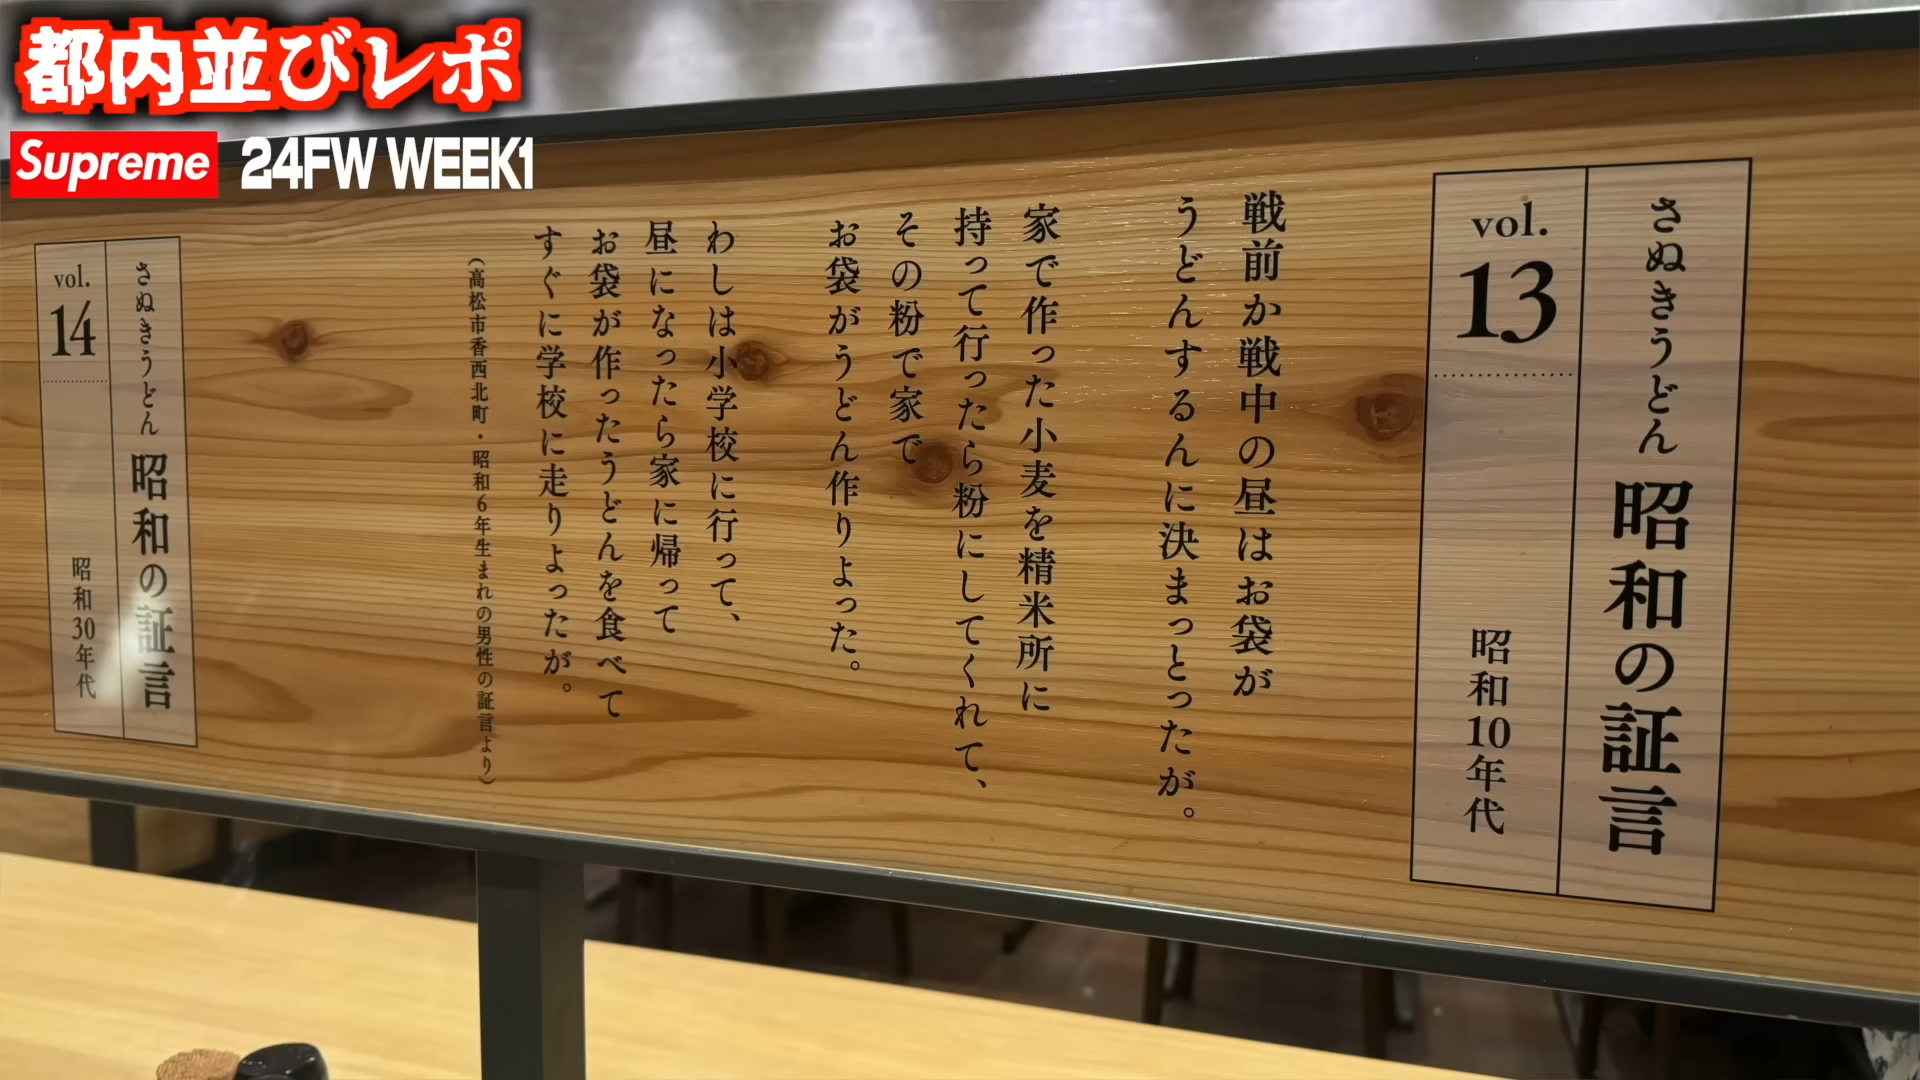 都内並びレポ
Supreme
24FW WEEK1
さぬきうどん 昭和の証言
vol.
13
昭和10年代
戦前か戦中の昼はお袋が
うどんするんに決まっとったが。
家で作った小麦を精米所に
持って行ったら粉にしてくれて、
その粉で家で
お袋がうどん作りよった。
わしは小学校に行って、
昼になったら家に帰って
お袋が作ったうどんを食べて
すぐに学校に走りよったが。
(高松市香西北町・昭和6年生まれの男性の証言より)
さぬきうどん 昭和の証言
vol.
14
昭和30年代